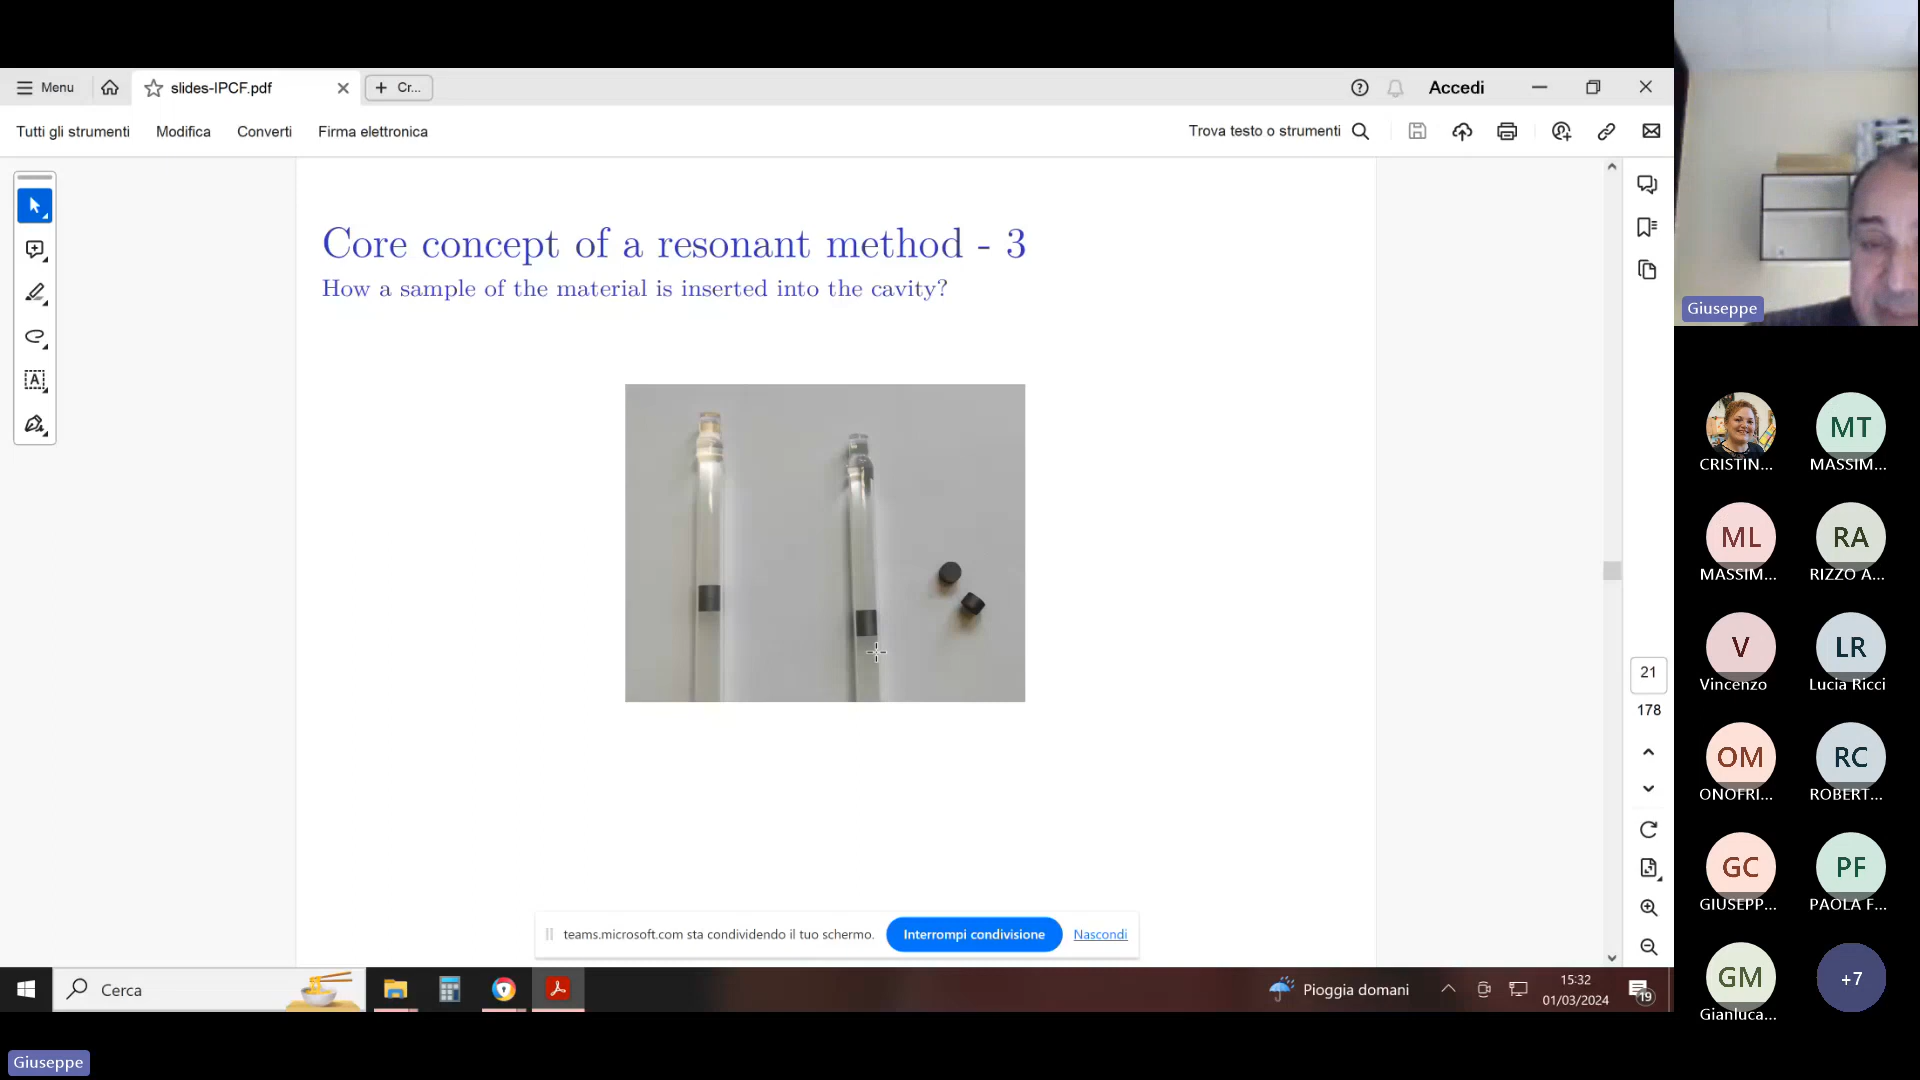 Menu
slides-IPCF.pdf
Cr...
Accedi
Tutti gli strumenti
Modifica
Converti
Firma elettronica
Trova testo o strumenti
Core concept of a resonant method - 3
How a sample of the material is inserted into the cavity?
21
178
teams.microsoft.com sta condividendo il tuo schermo.
Interrompi condivisione
Nascondi
Cerca
Pioggia domani
15:32
01/03/2024
19
Giuseppe
Giuseppe
CRISTIN...
MT
MASSIM...
ML
MASSIM...
RA
RIZZO A...
V
Vincenzo
LR
Lucia Ricci
OM
ONOFRI...
RC
ROBERT...
GC
GIUSEPP...
PF
PAOLA F...
GM
Gianluca...
+7